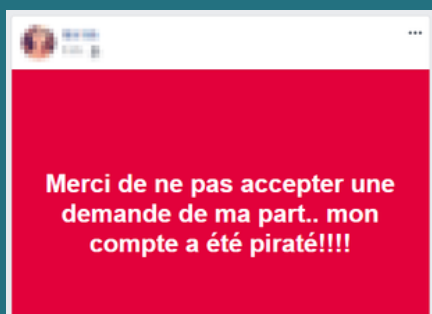 Merci de ne pas accepter une
demande de ma part.. mon
compte a été piraté!!!!